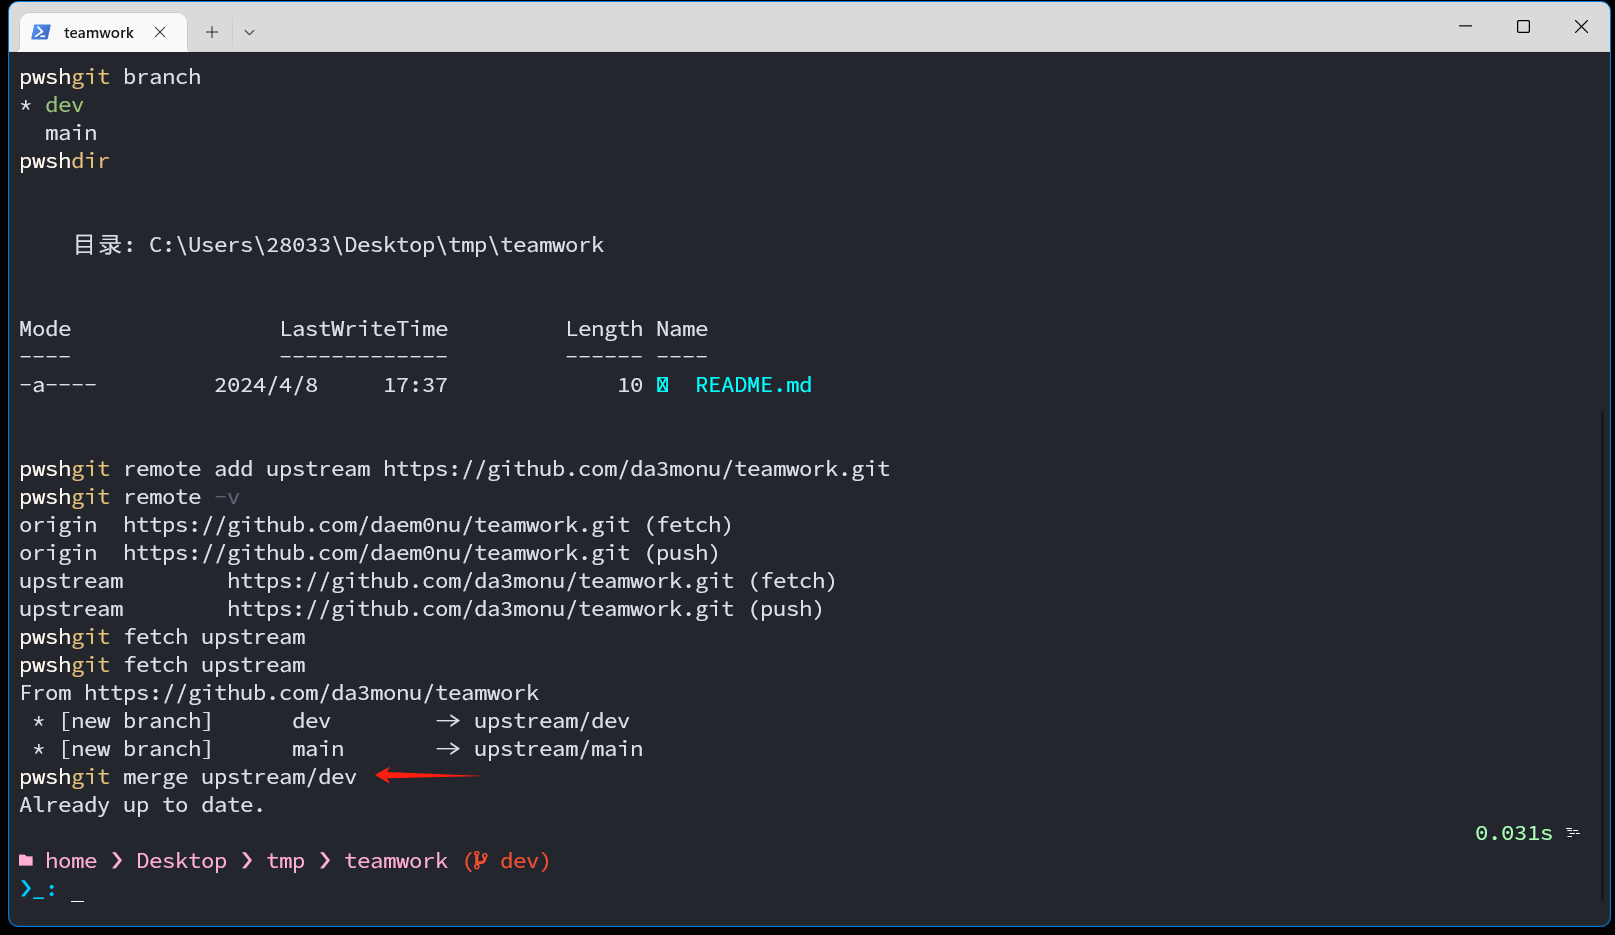 teamwork
pwshgit branch
* dev
  main
pwshdir
    目录: C:\Users\28033\Desktop\tmp\teamwork
Mode                LastWriteTime         Length Name
----                -------------         ------ ----
-a----         2024/4/8     17:37             10   README.md
pwshgit remote add upstream https://github.com/da3monu/teamwork.git
pwshgit remote -v
origin  https://github.com/daem0nu/teamwork.git (fetch)
origin  https://github.com/daem0nu/teamwork.git (push)
upstream        https://github.com/da3monu/teamwork.git (fetch)
upstream        https://github.com/da3monu/teamwork.git (push)
pwshgit fetch upstream
pwshgit fetch upstream
From https://github.com/da3monu/teamwork
 * [new branch]      dev        -> upstream/dev
 * [new branch]      main       -> upstream/main
pwshgit merge upstream/dev
Already up to date.
0.031s
home ❯ Desktop ❯ tmp ❯ teamwork ( dev)
❯_: _